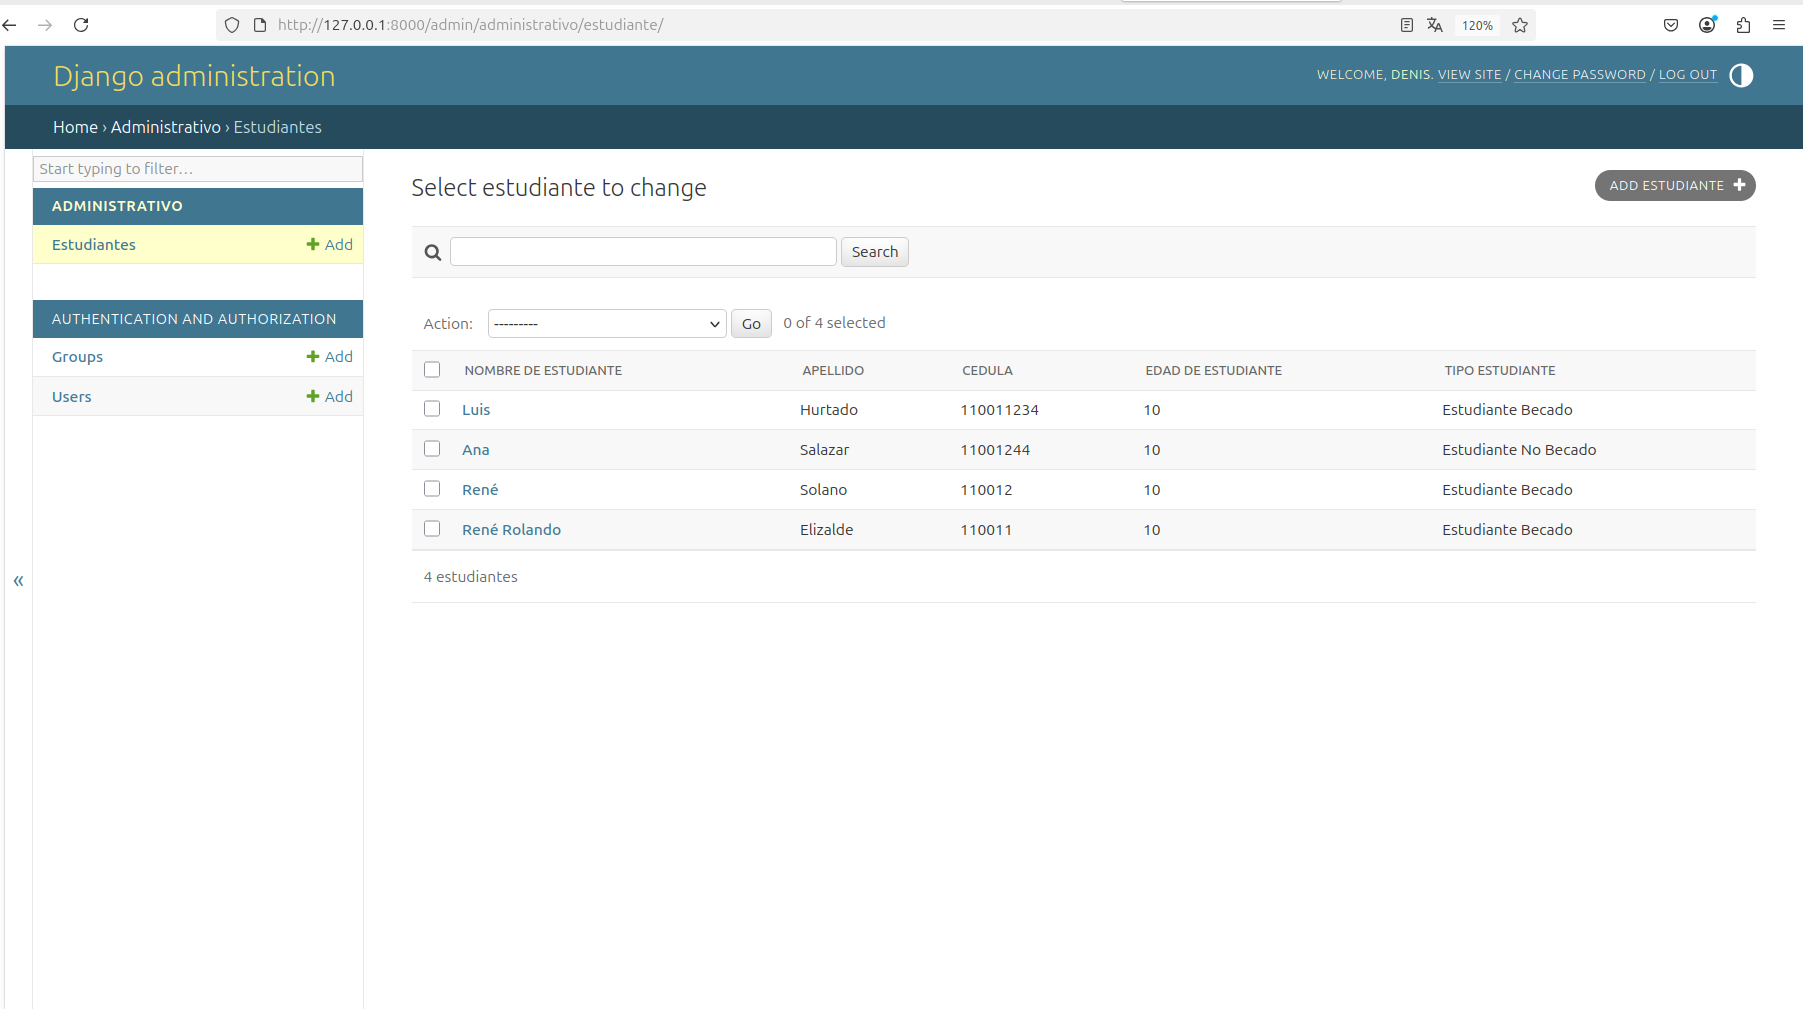 http://127.0.0.1:8000/admin/administrativo/estudiante/
120%
Django administration
WELCOME, DENIS. VIEW SITE / CHANGE PASSWORD / LOG OUT
Home › Administrativo › Estudiantes
Start typing to filter…
ADMINISTRATIVO
Estudiantes + Add
AUTHENTICATION AND AUTHORIZATION
Groups + Add
Users + Add
«
Select estudiante to change
ADD ESTUDIANTE +
Search
Action: --------- Go 0 of 4 selected
NOMBRE DE ESTUDIANTE APELLIDO CEDULA EDAD DE ESTUDIANTE TIPO ESTUDIANTE
Luis Hurtado 110011234 10 Estudiante Becado
Ana Salazar 11001244 10 Estudiante No Becado
René Solano 110012 10 Estudiante Becado
René Rolando Elizalde 110011 10 Estudiante Becado
4 estudiantes